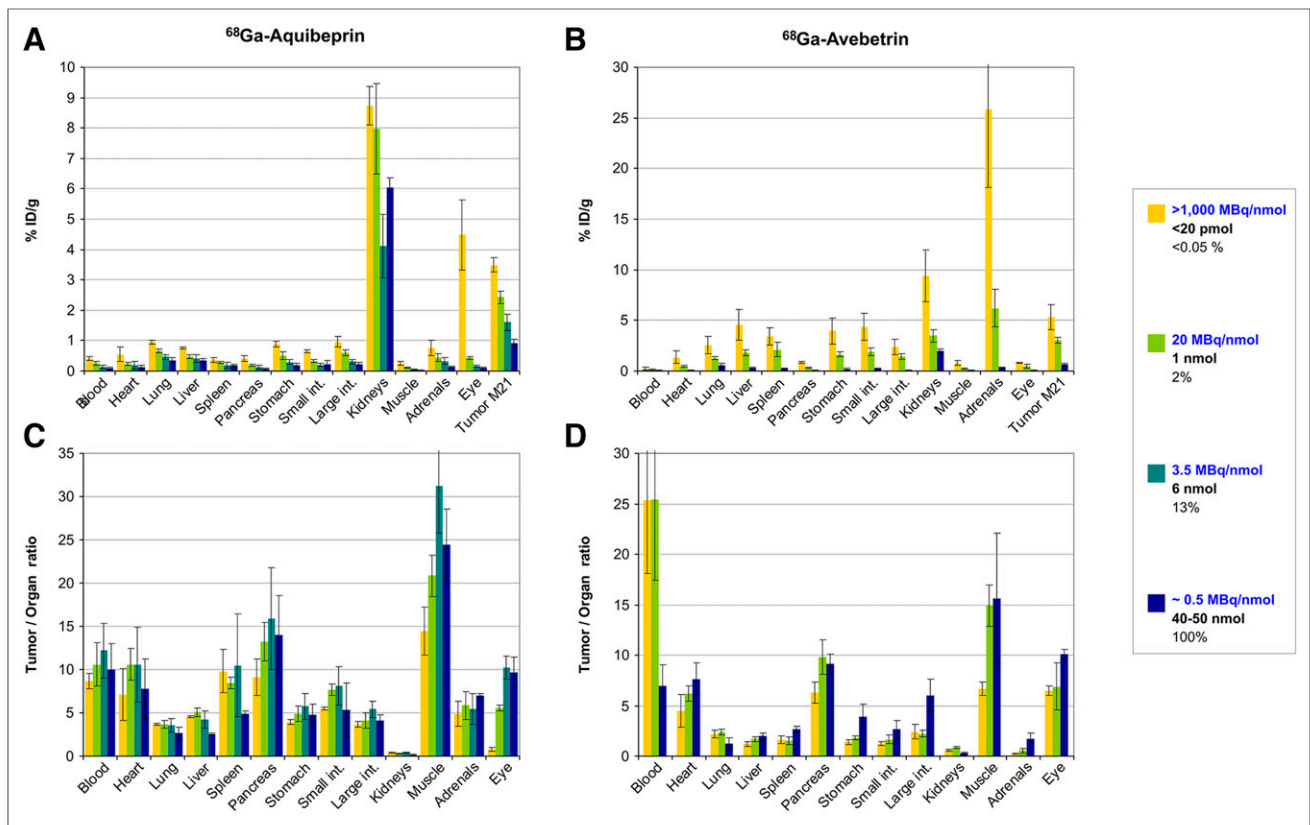 A
⁶⁸Ga-Aquibeprin
B
⁶⁸Ga-Avebetrin
10
9
8
7
6
5
4
3
2
1
0
% ID/g
Blood
Heart
Lung
Liver
Spleen
Pancreas
Stomach
Small int.
Large int.
Kidneys
Muscle
Adrenals
Eye
Tumor M21
30
25
20
15
10
5
0
% ID/g
Blood
Heart
Lung
Liver
Spleen
Pancreas
Stomach
Small int.
Large int.
Kidneys
Muscle
Adrenals
Eye
Tumor M21
C
35
30
25
20
15
10
5
0
Tumor / Organ ratio
Blood
Heart
Lung
Liver
Spleen
Pancreas
Stomach
Small int.
Large int.
Kidneys
Muscle
Adrenals
Eye
D
30
25
20
15
10
5
0
Tumor / Organ ratio
Blood
Heart
Lung
Liver
Spleen
Pancreas
Stomach
Small int.
Large int.
Kidneys
Muscle
Adrenals
Eye
>1,000 MBq/nmol
<20 pmol
<0.05 %
20 MBq/nmol
1 nmol
2%
3.5 MBq/nmol
6 nmol
13%
~ 0.5 MBq/nmol
40-50 nmol
100%